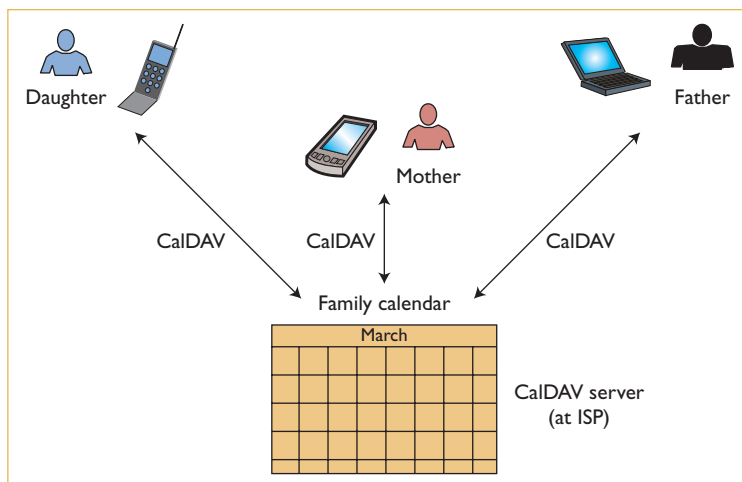 Daughter
Father
Mother
CalDAV
CalDAV
CalDAV
Family calendar
March
CalDAV server
(at ISP)